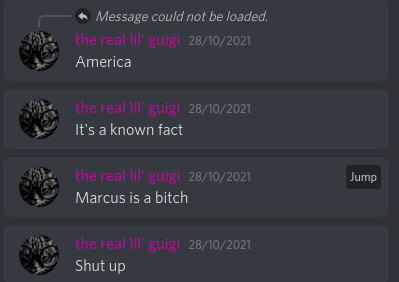 Message could not be loaded.
the real lil' guigi 28/10/2021
America
the real lil' guigi 28/10/2021
It's a known fact
the real lil' guigi 28/10/2021 Jump
Marcus is a bitch
the real lil' guigi 28/10/2021
Shut up